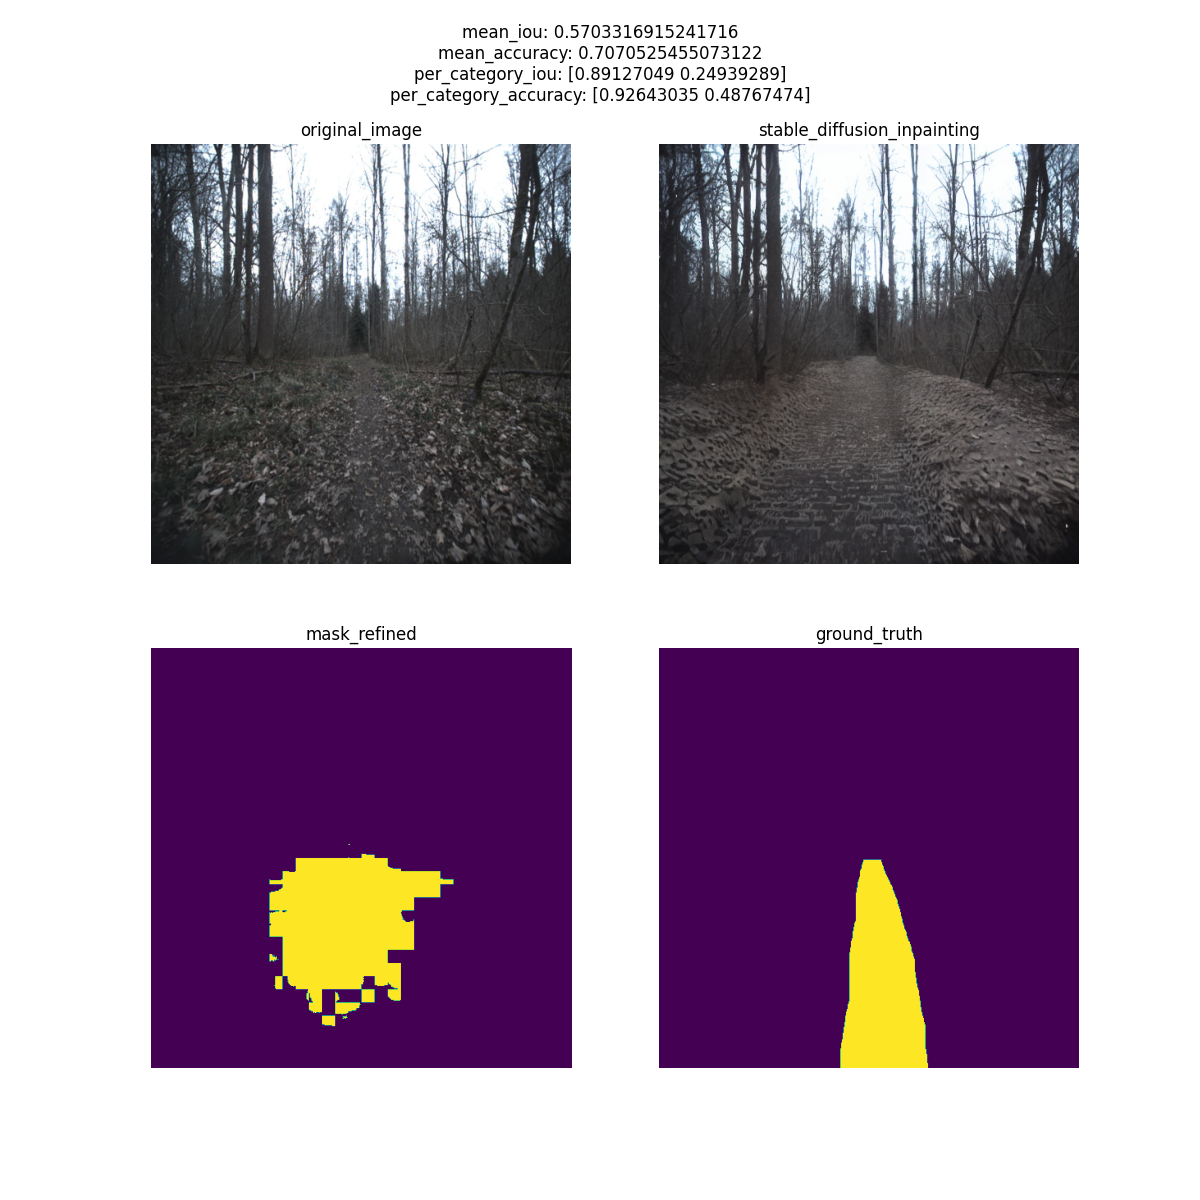 mean_iou: 0.5703316915241716
mean_accuracy: 0.7070525455073122
per_category_iou: [0.89127049 0.24939289]
per_category_accuracy: [0.92643035 0.48767474]
original_image
stable_diffusion_inpainting
mask_refined
ground_truth